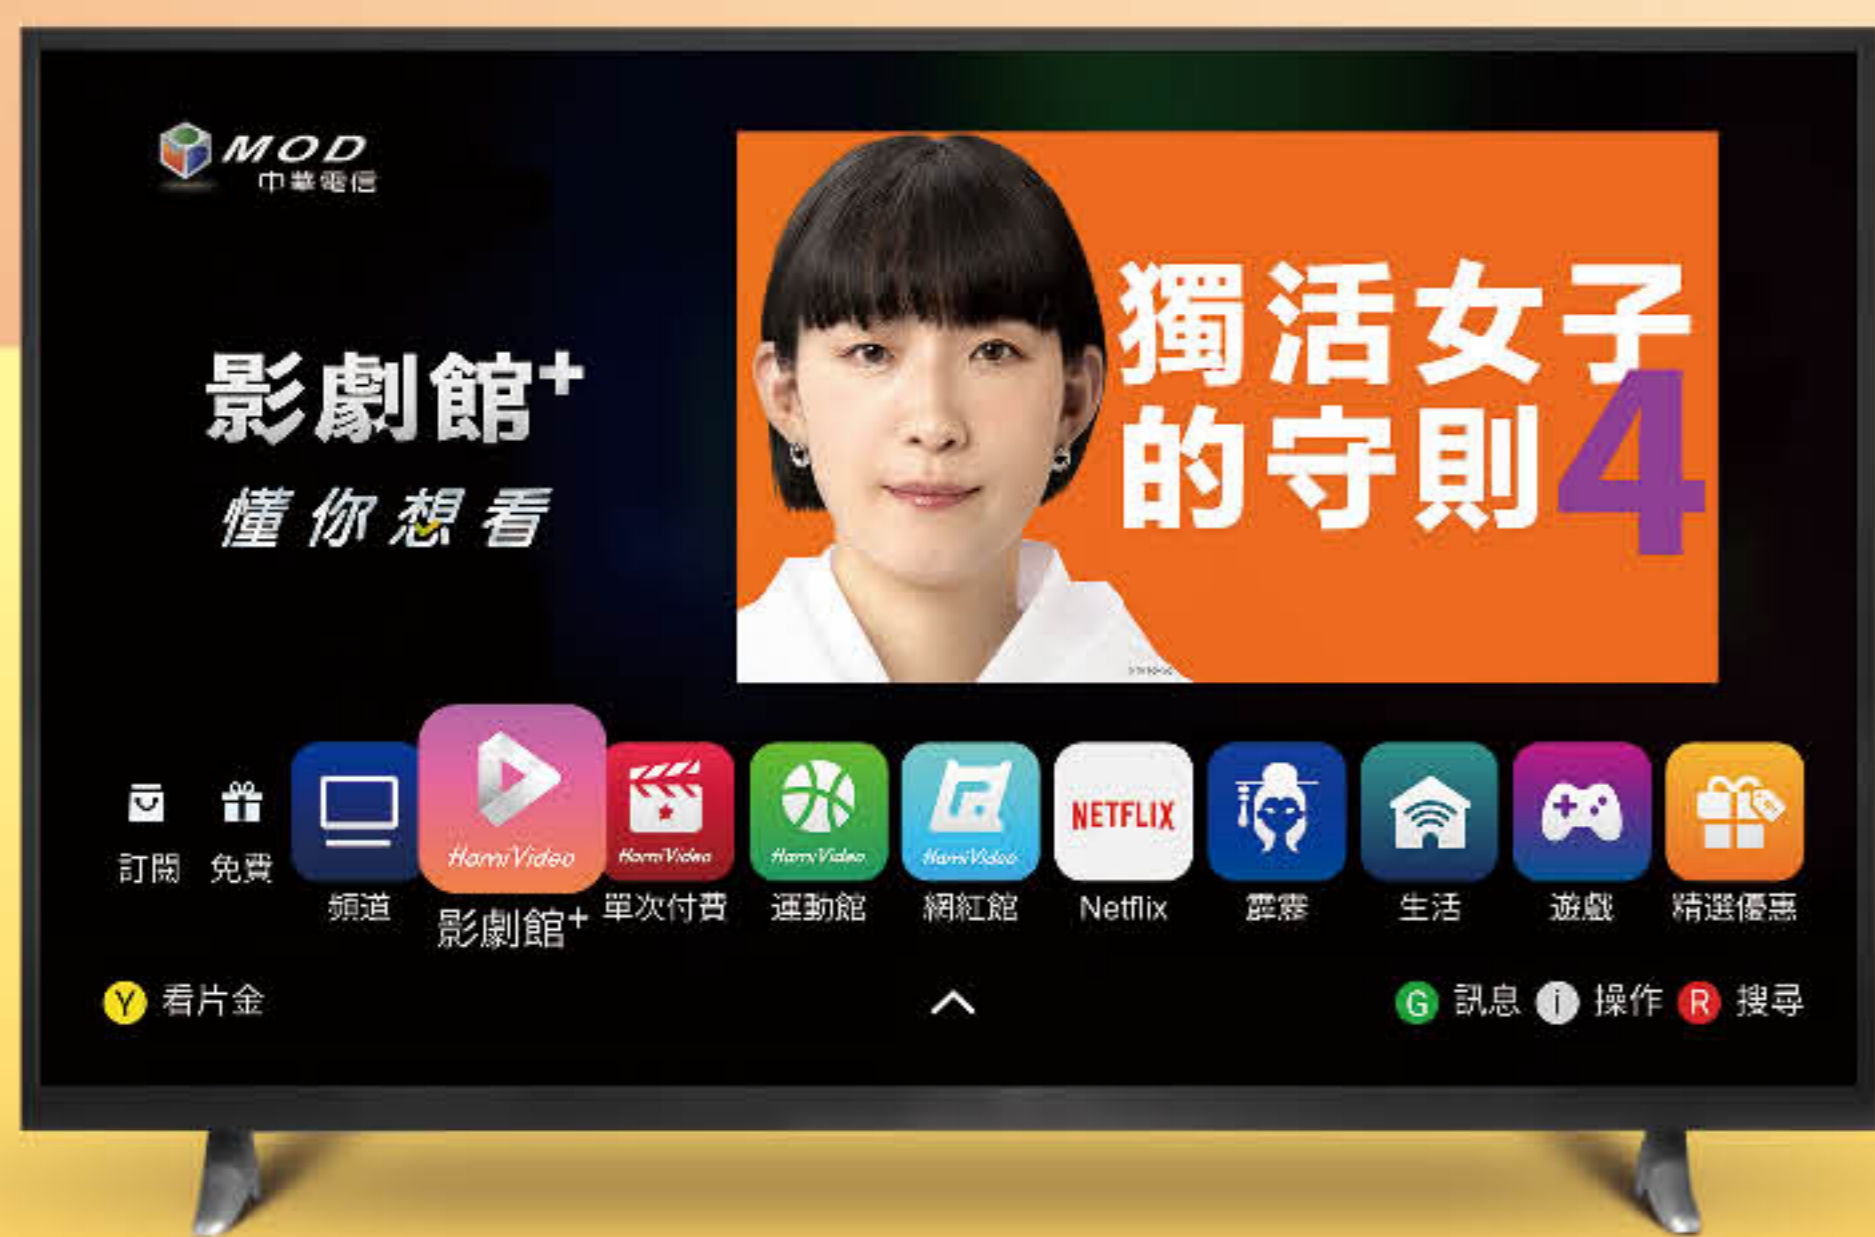 MOD
中華電信
影劇館+
懂你想看
獨活女子
的守則4
訂閱
免費
頻道
HamiVideo
影劇館+
HamiVideo
單次付費
HamiVideo
運動館
HamiVideo
網紅館
NETFLIX
Netflix
霹靂
生活
遊戲
精選優惠
Y 看片金
G 訊息 i 操作 R 搜尋